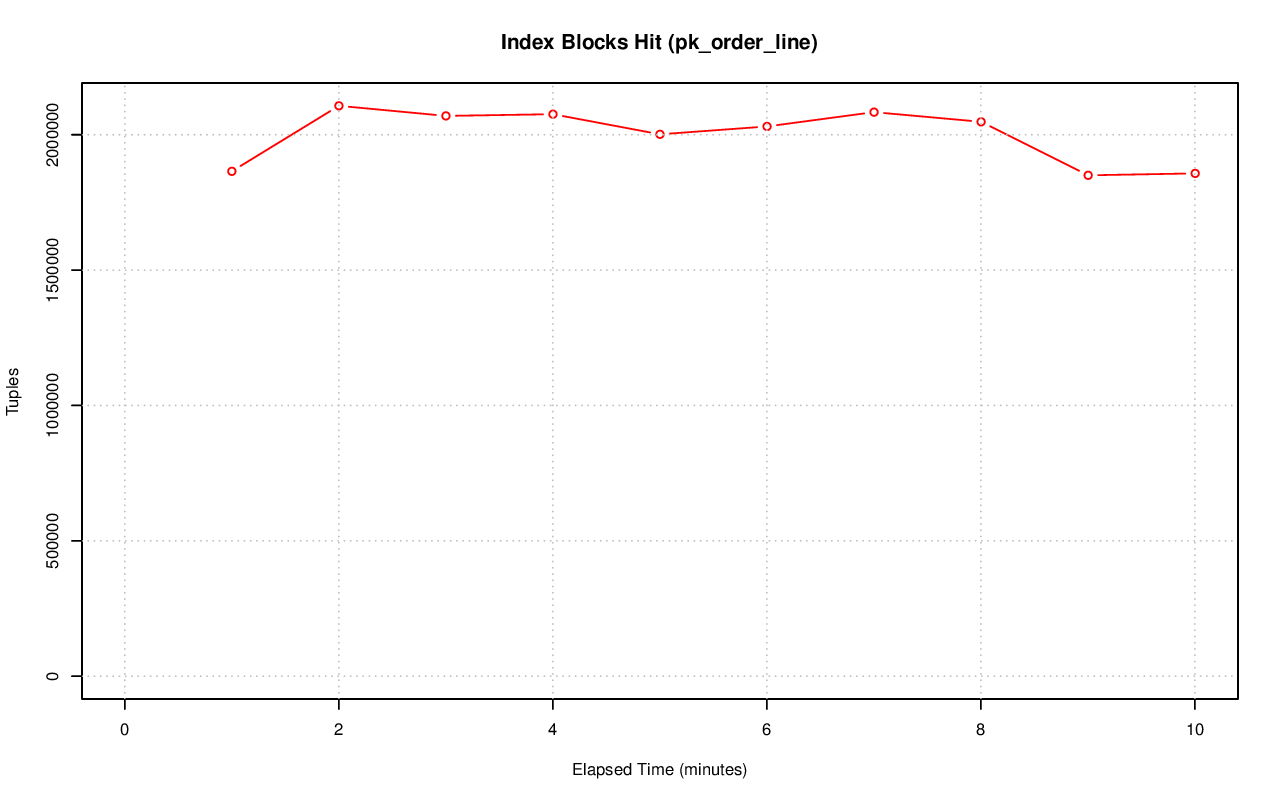 Index Blocks Hit (pk_order_line)
Tuples
2000000
1500000
1000000
500000
0
0 2 4 6 8 10
Elapsed Time (minutes)